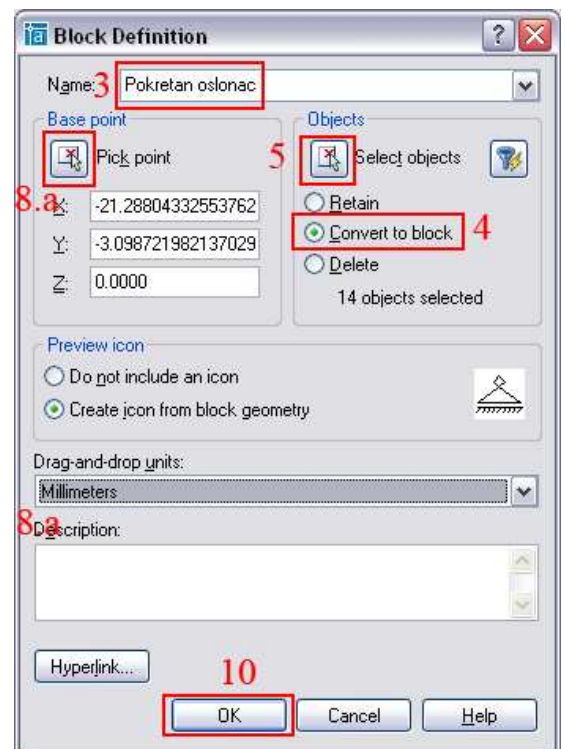 Block Definition
Name: 3 Pokretan oslonac
Base point
Pick point
8.a
X: -21.28804332553762
Y: -3.098721982137029
Z: 0.0000
Objects
5 Select objects
Retain
Convert to block 4
Delete
14 objects selected
Preview icon
Do not include an icon
Create icon from block geometry
Drag-and-drop units:
Millimeters
8.a
Description:
Hyperlink...
10
OK Cancel Help